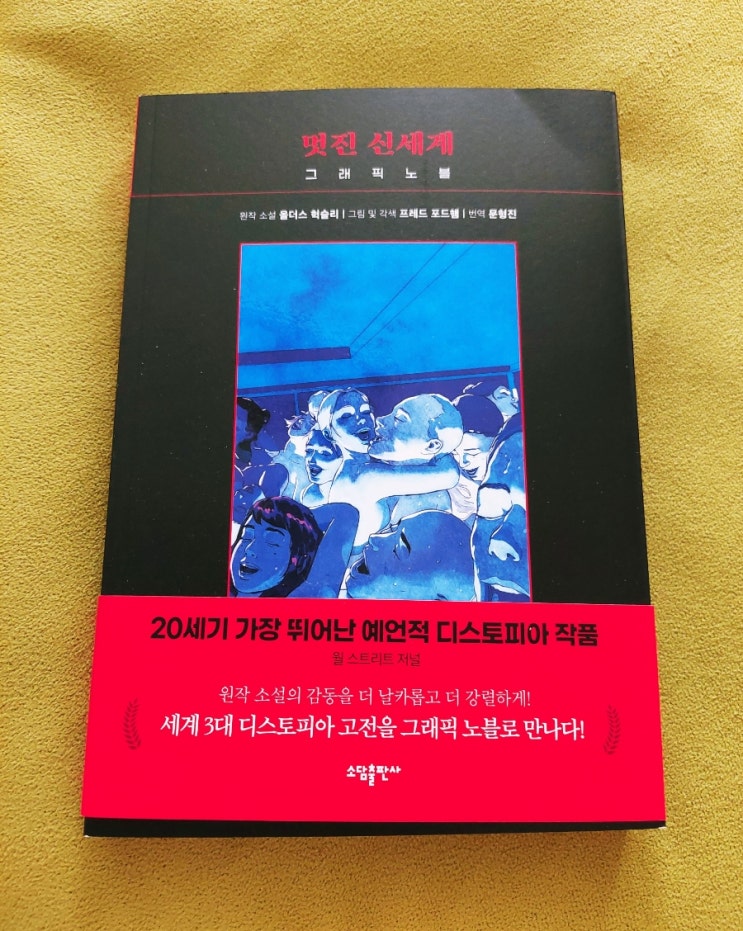 멋진 신세계
그래픽노블
원작 소설 올더스 헉슬리 | 그림 및 각색 프레드 포드햄 | 번역 문형진
20세기 가장 뛰어난 예언적 디스토피아 작품
월 스트리트 저널
원작 소설의 감동을 더 날카롭고 더 강렬하게!
세계 3대 디스토피아 고전을 그래픽 노블로 만나다!
소담출판사